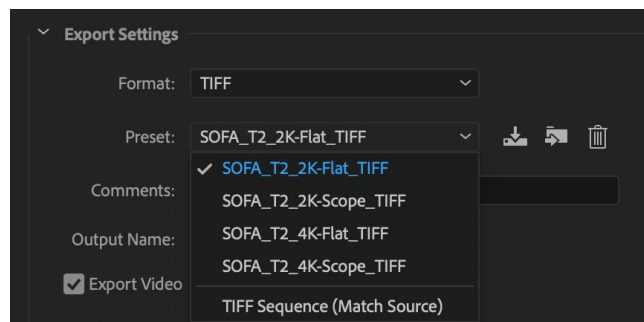 Export Settings
Format: TIFF
Preset: SOFA_T2_2K-Flat_TIFF
SOFA_T2_2K-Flat_TIFF
Comments:
SOFA_T2_2K-Scope_TIFF
SOFA_T2_4K-Flat_TIFF
Output Name:
SOFA_T2_4K-Scope_TIFF
Export Video
TIFF Sequence (Match Source)